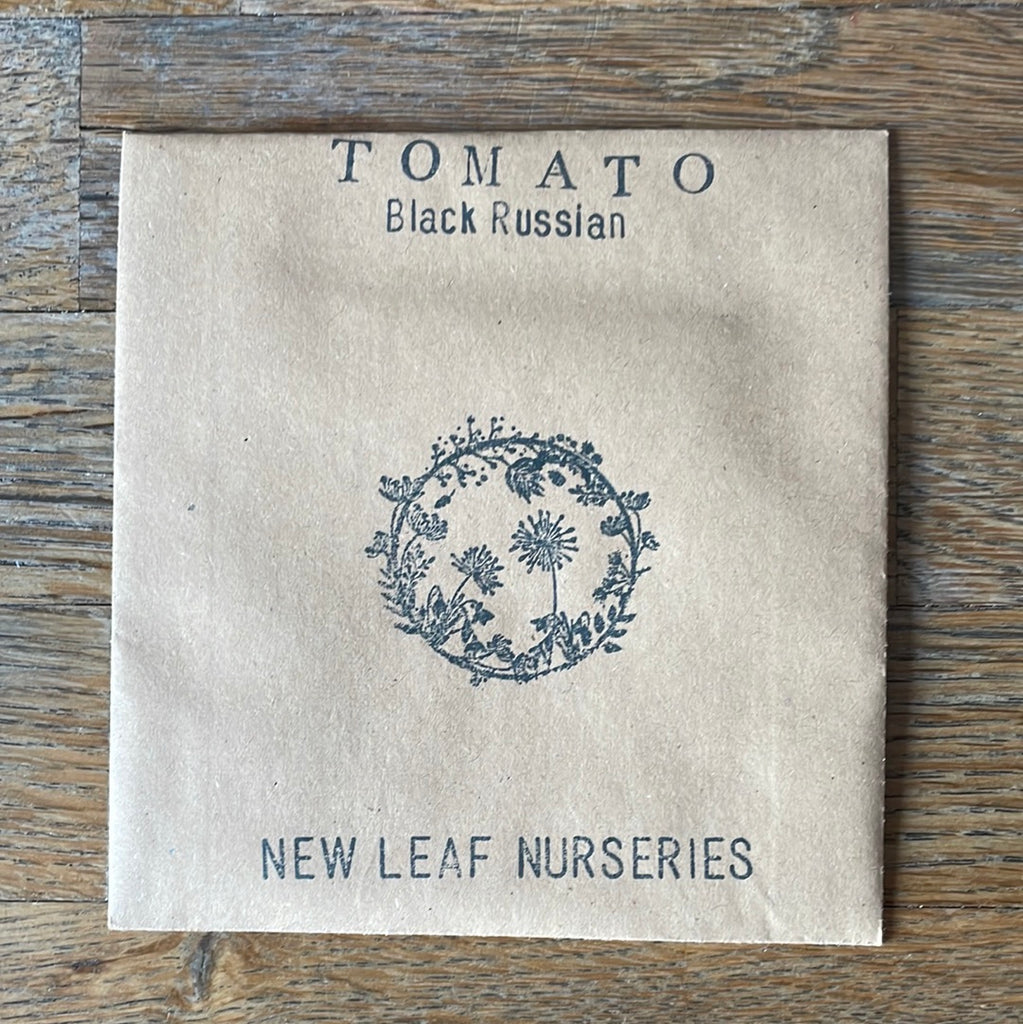 TOMATO
Black Russian
NEW LEAF NURSERIES